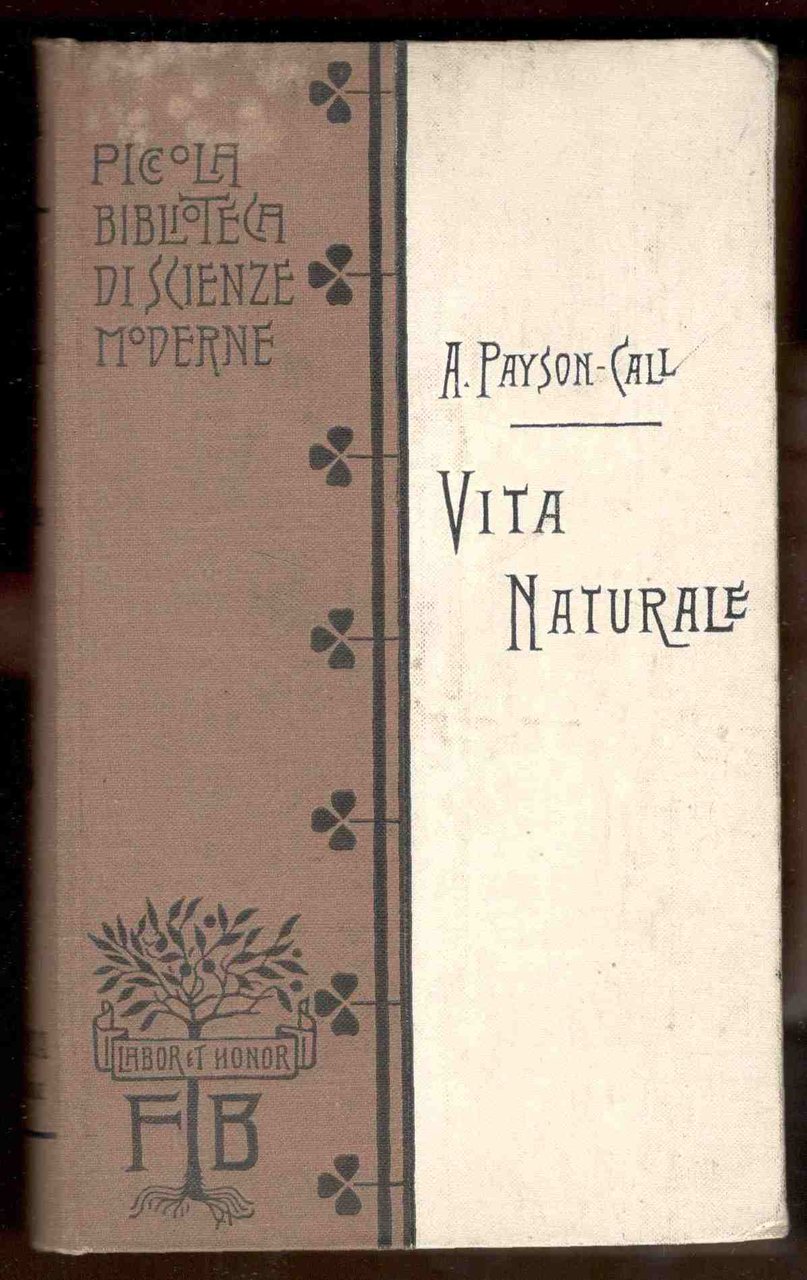 PICCOLA
BIBLIOTECA
DI SCIENZE
MODERNE
A. PAYSON-CALL
VITA
NATURALE
LABOR ET HONOR
FB